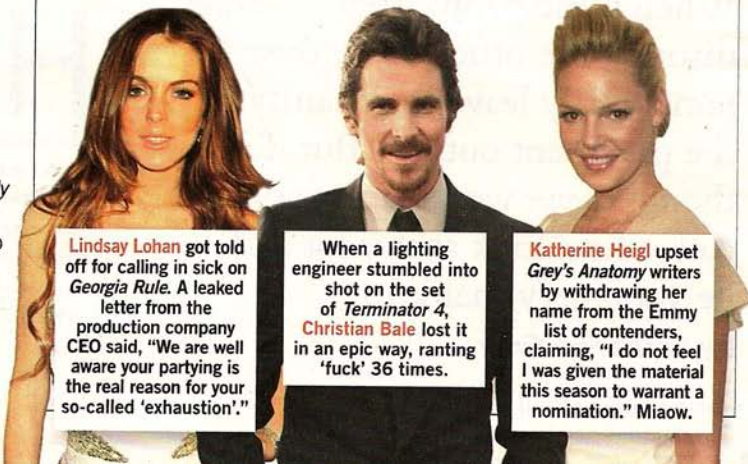 Lindsay Lohan got told
off for calling in sick on
Georgia Rule. A leaked
letter from the
production company
CEO said, "We are well
aware your partying is
the real reason for your
so-called 'exhaustion'."
When a lighting
engineer stumbled into
shot on the set
of Terminator 4,
Christian Bale lost it
in an epic way, ranting
'fuck' 36 times.
Katherine Heigl upset
Grey's Anatomy writers
by withdrawing her
name from the Emmy
list of contenders,
claiming, "I do not feel
I was given the material
this season to warrant a
nomination." Miaow.